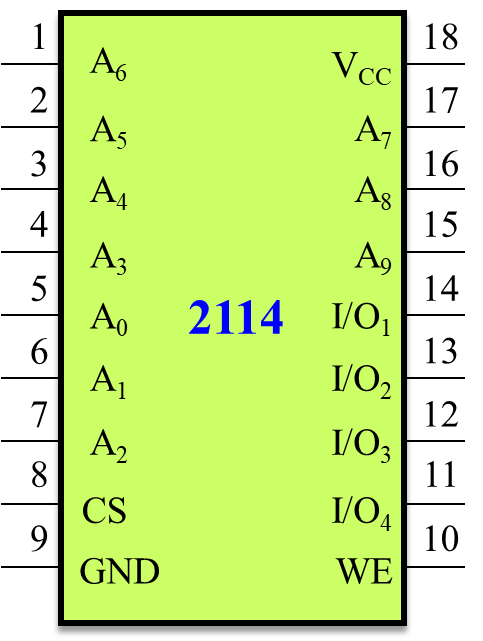 1 18
A₆ V_CC
2 17
A₅ A₇
3 16
A₄ A₈
4 15
A₃ A₉
5 14
A₀ 2114 I/O₁
6 13
A₁ I/O₂
7 12
A₂ I/O₃
8 11
CS I/O₄
9 10
GND WE